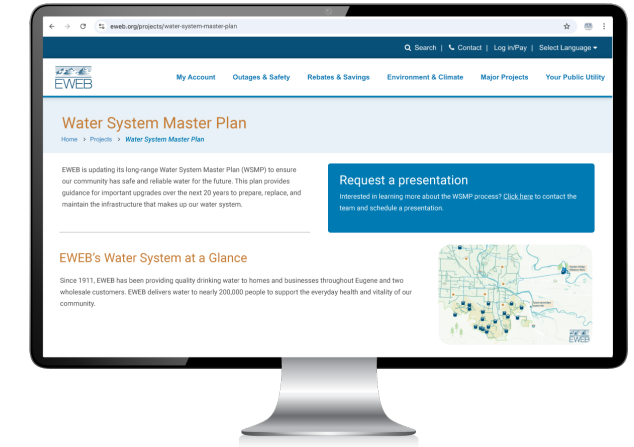 eweb.org/projects/water-system-master-plan
Search | Contact | Log in/Pay | Select Language
EWEB
My Account Outages & Safety Rebates & Savings Environment & Climate Major Projects Your Public Utility
Water System Master Plan
Home > Projects > Water System Master Plan
EWEB is updating its long-range Water System Master Plan (WSMP) to ensure
our community has safe and reliable water for the future. This plan provides
guidance for important upgrades over the next 20 years to prepare, replace, and
maintain the infrastructure that makes up our water system.
Request a presentation
Interested in learning more about the WSMP process? Click here to contact the
team and schedule a presentation.
EWEB's Water System at a Glance
Since 1911, EWEB has been providing quality drinking water to homes and businesses throughout Eugene and two
wholesale customers. EWEB delivers water to nearly 200,000 people to support the everyday health and vitality of our
community.
EWEB